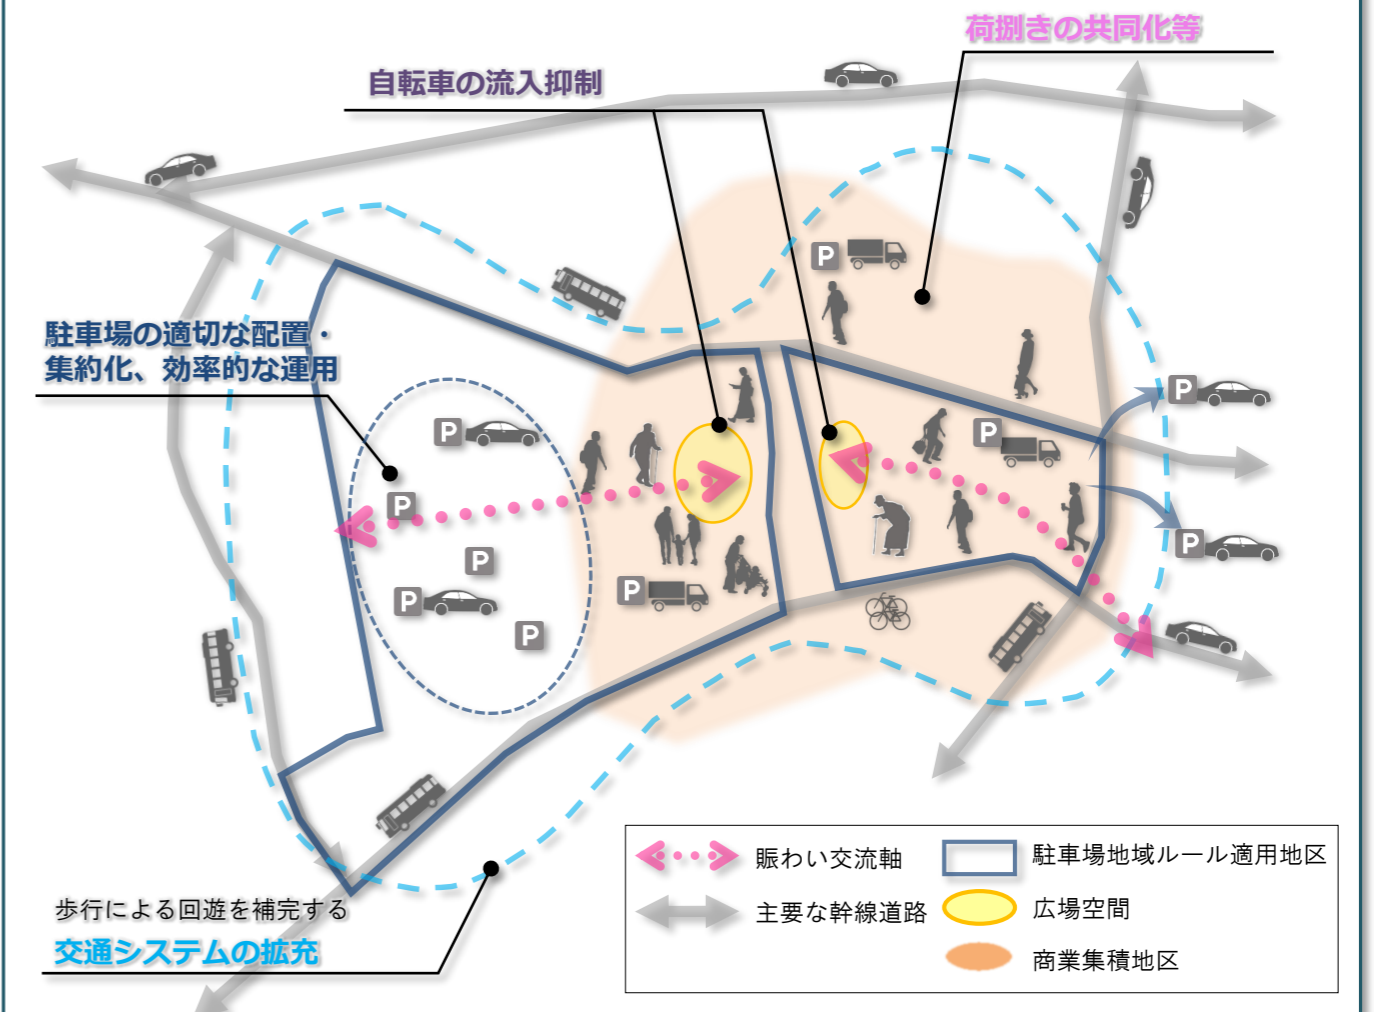 荷捌きの共同化等
自転車の流入抑制
P
駐車場の適切な配置・
集約化、効率的な運用
P
P
P
P
P
P
P
P
P
P
歩行による回遊を補完する
交通システムの拡充
賑わい交流軸
主要な幹線道路
駐車場地域ルール適用地区
広場空間
商業集積地区